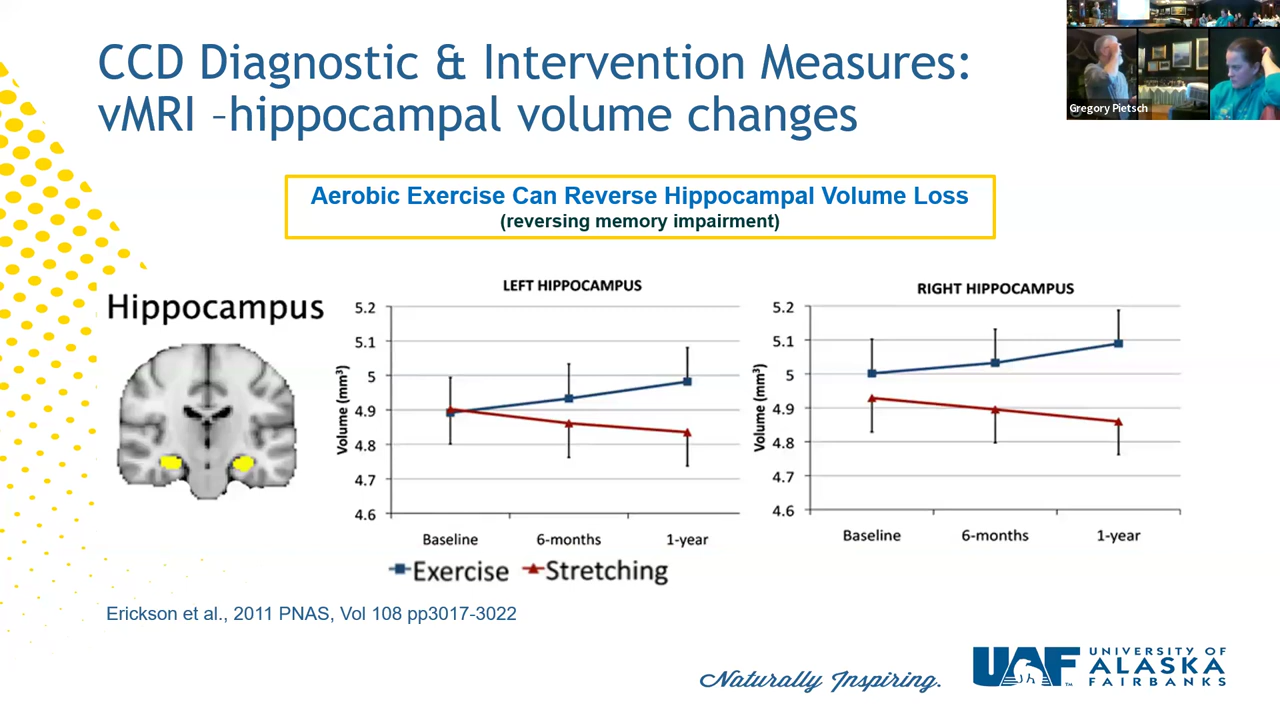 CCD Diagnostic & Intervention Measures:
vMRI –hippocampal volume changes
Gregory Pietsch
Aerobic Exercise Can Reverse Hippocampal Volume Loss
(reversing memory impairment)
Hippocampus
LEFT HIPPOCAMPUS
Volume (mm³)
5.2
5.1
5
4.9
4.8
4.7
4.6
Baseline
6-months
1-year
RIGHT HIPPOCAMPUS
Volume (mm³)
5.2
5.1
5
4.9
4.8
4.7
4.6
Baseline
6-months
1-year
Exercise
Stretching
Erickson et al., 2011 PNAS, Vol 108 pp3017-3022
Naturally Inspiring.
UAF
TM
UNIVERSITY OF
ALASKA
FAIRBANKS